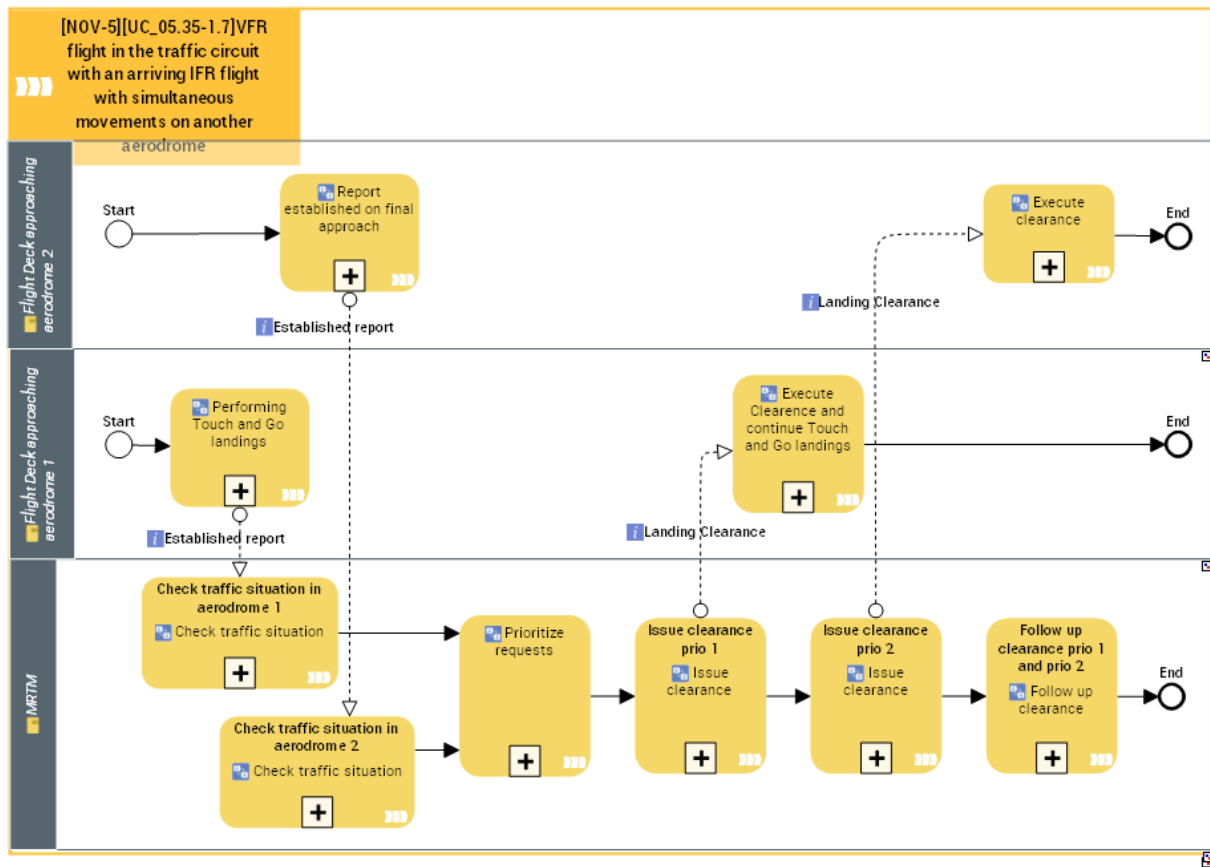 [NOV-5][UC_05.35-1.7]VFR
flight in the traffic circuit
with an arriving IFR flight
with simultaneous
movements on another
aerodrome
Flight Deck approaching
aerodrome 2
Start
Report
established on final
approach
Established report
Landing Clearance
Execute
clearance
End
Flight Deck approaching
aerodrome 1
Start
Performing
Touch and Go
landings
Established report
Landing Clearance
Execute
Clearence and
continue Touch
and Go landings
End
MRTM
Check traffic situation in
aerodrome 1
Check traffic situation
Check traffic situation in
aerodrome 2
Check traffic situation
Prioritize
requests
Issue clearance
prio 1
Issue
clearance
Issue clearance
prio 2
Issue
clearance
Follow up
clearance prio 1
and prio 2
Follow up
clearance
End